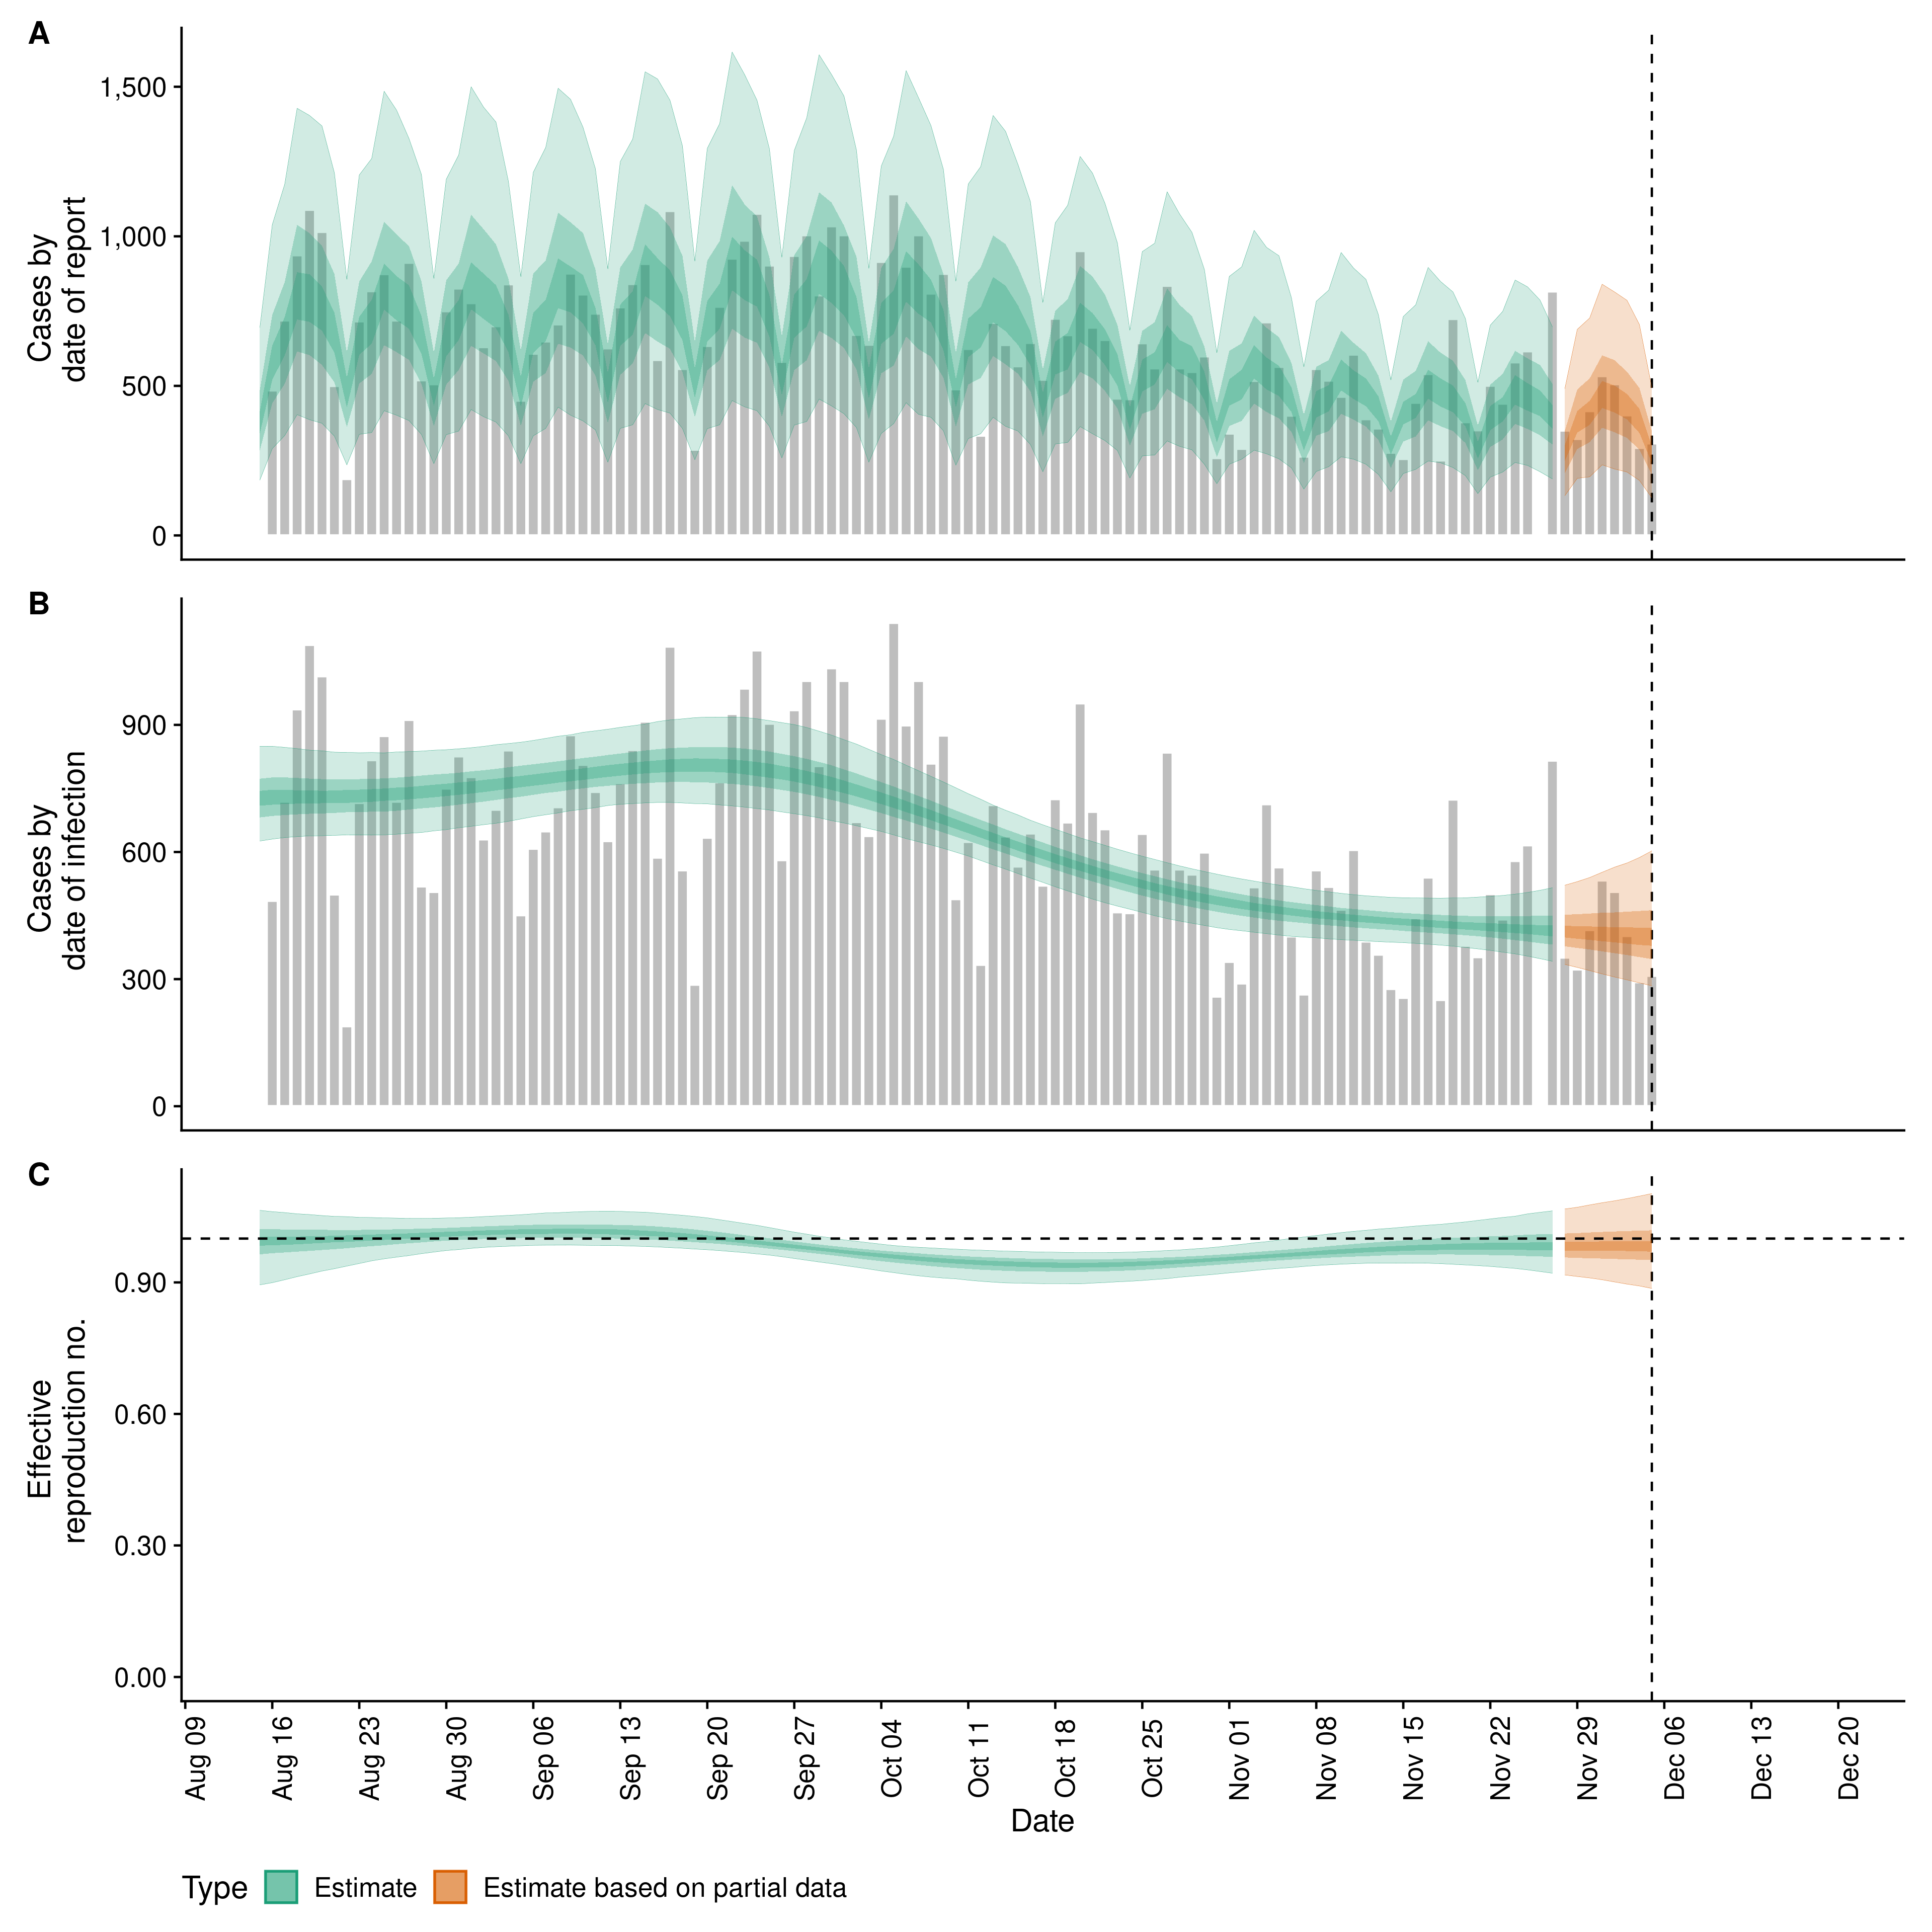 A
Cases by
date of report
1,500
1,000
500
0
B
Cases by
date of infection
900
600
300
0
C
Effective
reproduction no.
0.90
0.60
0.30
0.00
Aug 09
Aug 16
Aug 23
Aug 30
Sep 06
Sep 13
Sep 20
Sep 27
Oct 04
Oct 11
Oct 18
Oct 25
Nov 01
Nov 08
Nov 15
Nov 22
Nov 29
Dec 06
Dec 13
Dec 20
Date
Type Estimate Estimate based on partial data